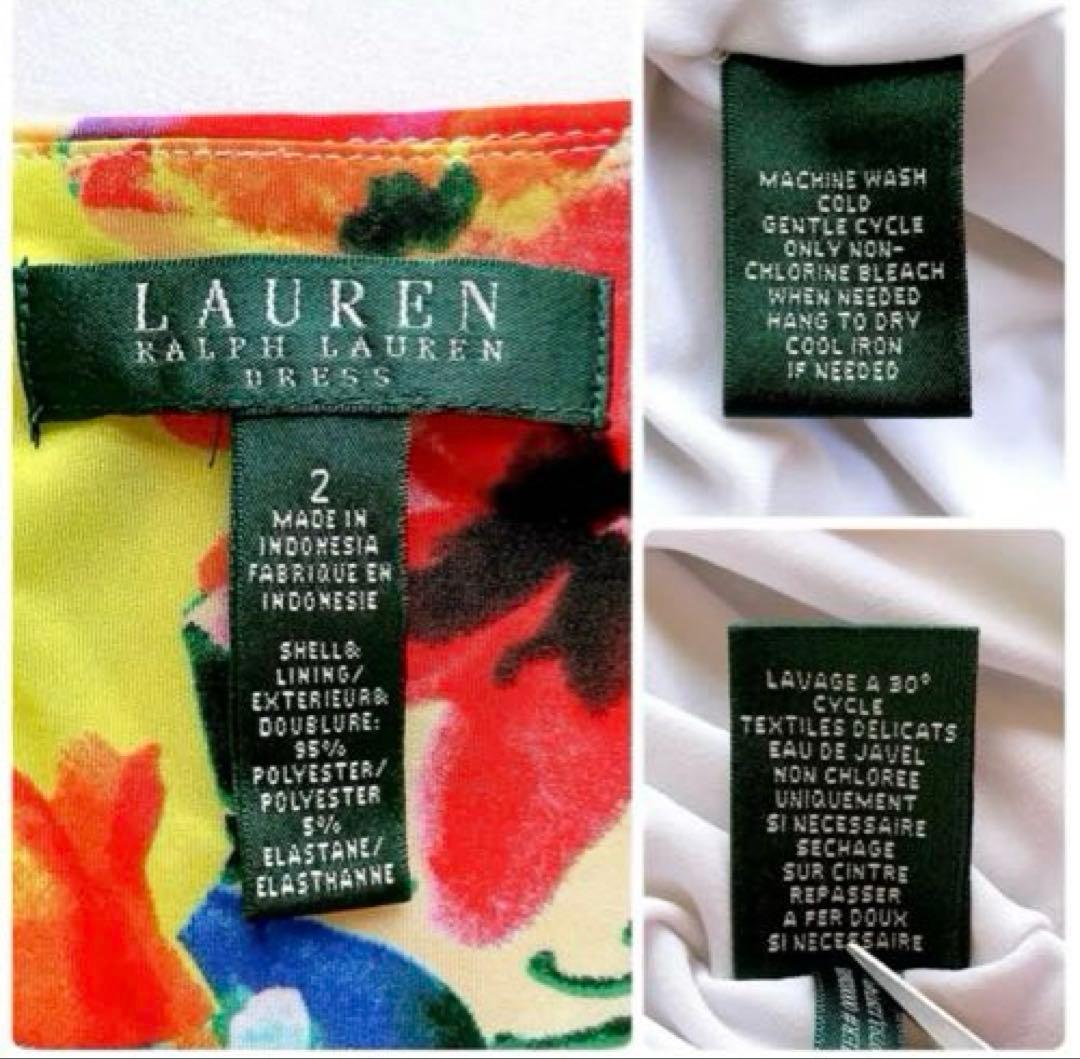 LAUREN
RALPH LAUREN
DRESS
2
MADE IN
INDONESIA
FABRIQUE EN
INDONESIE
SHELL&
LINING/
EXTERIEUR&
DOUBLURE:
95%
POLYESTER/
POLYESTER
5%
ELASTANE/
ELASTHANNE
MACHINE WASH
COLD
GENTLE CYCLE
ONLY NON-
CHLORINE BLEACH
WHEN NEEDED
HANG TO DRY
COOL IRON
IF NEEDED
LAVAGE A 30°
CYCLE
TEXTILES DELICATS
EAU DE JAVEL
NON CHLOREE
UNIQUEMENT
SI NECESSAIRE
SECHAGE
SUR CINTRE
REPASSER
A FER DOUX
SI NECESSAIRE